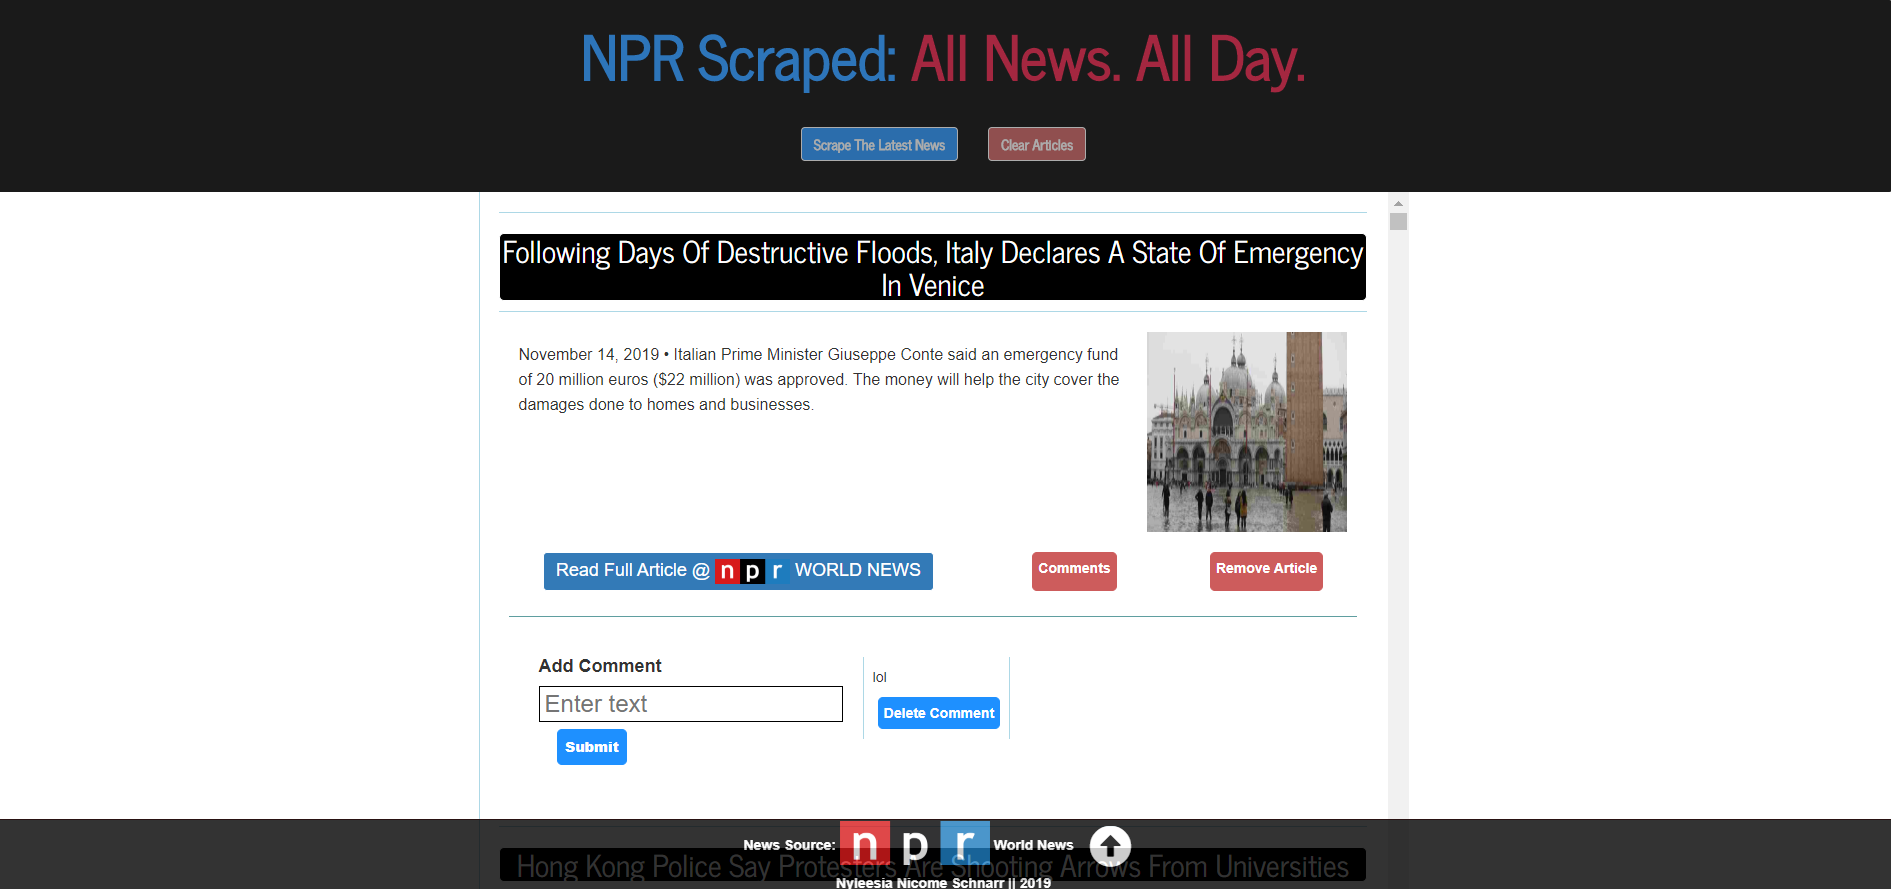 NPR Scraped: All News. All Day.
Scrape The Latest News
Clear Articles
Following Days Of Destructive Floods, Italy Declares A State Of Emergency
In Venice
November 14, 2019 • Italian Prime Minister Giuseppe Conte said an emergency fund
of 20 million euros ($22 million) was approved. The money will help the city cover the
damages done to homes and businesses.
Read Full Article @ npr WORLD NEWS
Comments
Remove Article
Add Comment
Enter text
Submit
lol
Delete Comment
News Source: npr World News
Hong Kong Police Say Protesters Are Shooting Arrows From Universities
Nyleesia Nicome Schnarr || 2019